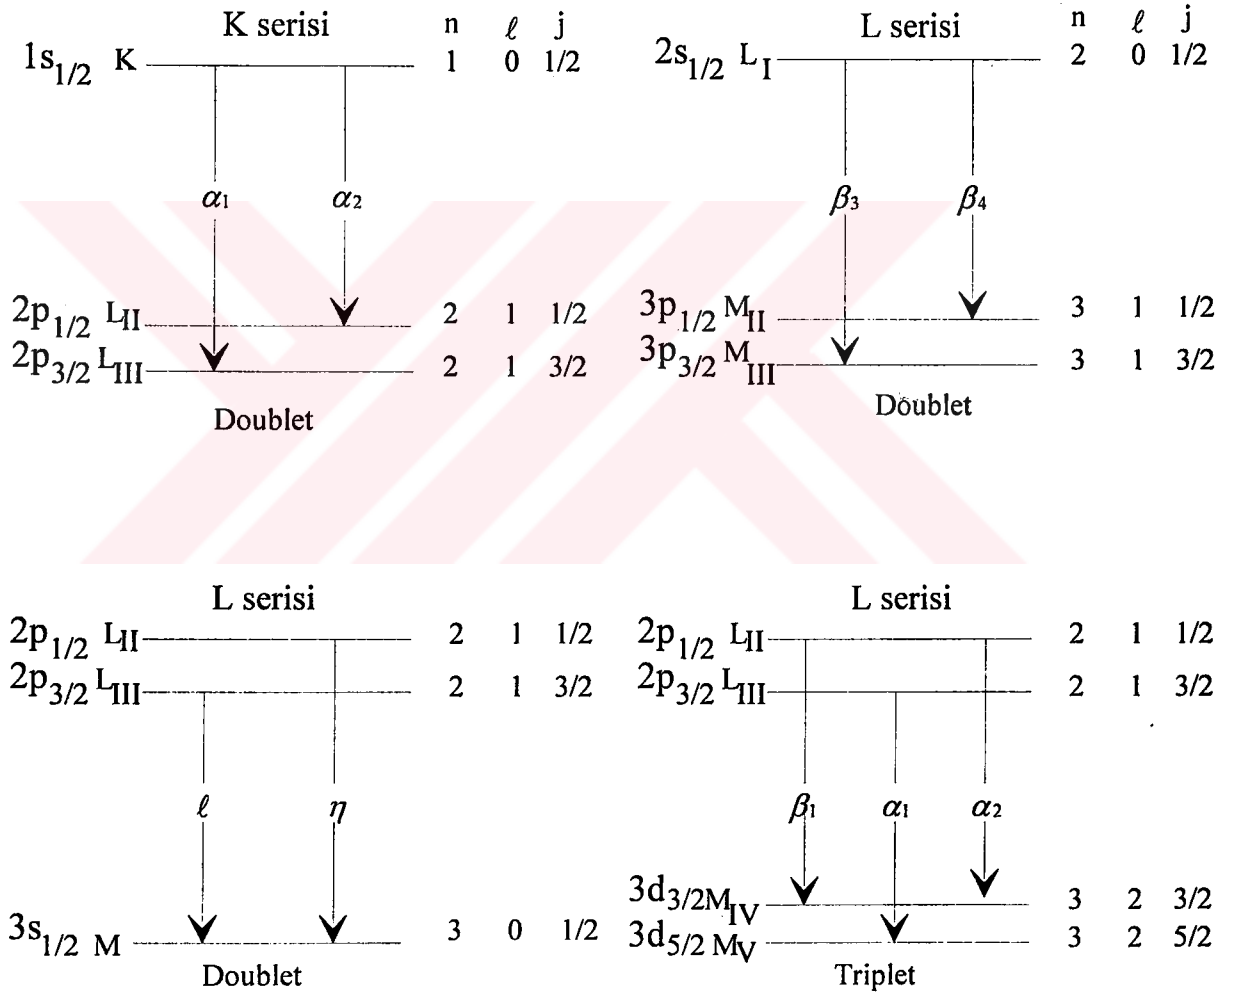 K serisi n ℓ j
1s1/2 K 1 0 1/2
α1 α2
2p1/2 LII 2 1 1/2
2p3/2 LIII 2 1 3/2
Doublet
L serisi n ℓ j
2s1/2 LI 2 0 1/2
β3 β4
3p1/2 MII 3 1 1/2
3p3/2 MIII 3 1 3/2
Doublet
L serisi
2p1/2 LII 2 1 1/2
2p3/2 LIII 2 1 3/2
ℓ η
3s1/2 M 3 0 1/2
Doublet
L serisi
2p1/2 LII 2 1 1/2
2p3/2 LIII 2 1 3/2
β1 α1 α2
3d3/2 MIV 3 2 3/2
3d5/2 MV 3 2 5/2
Triplet